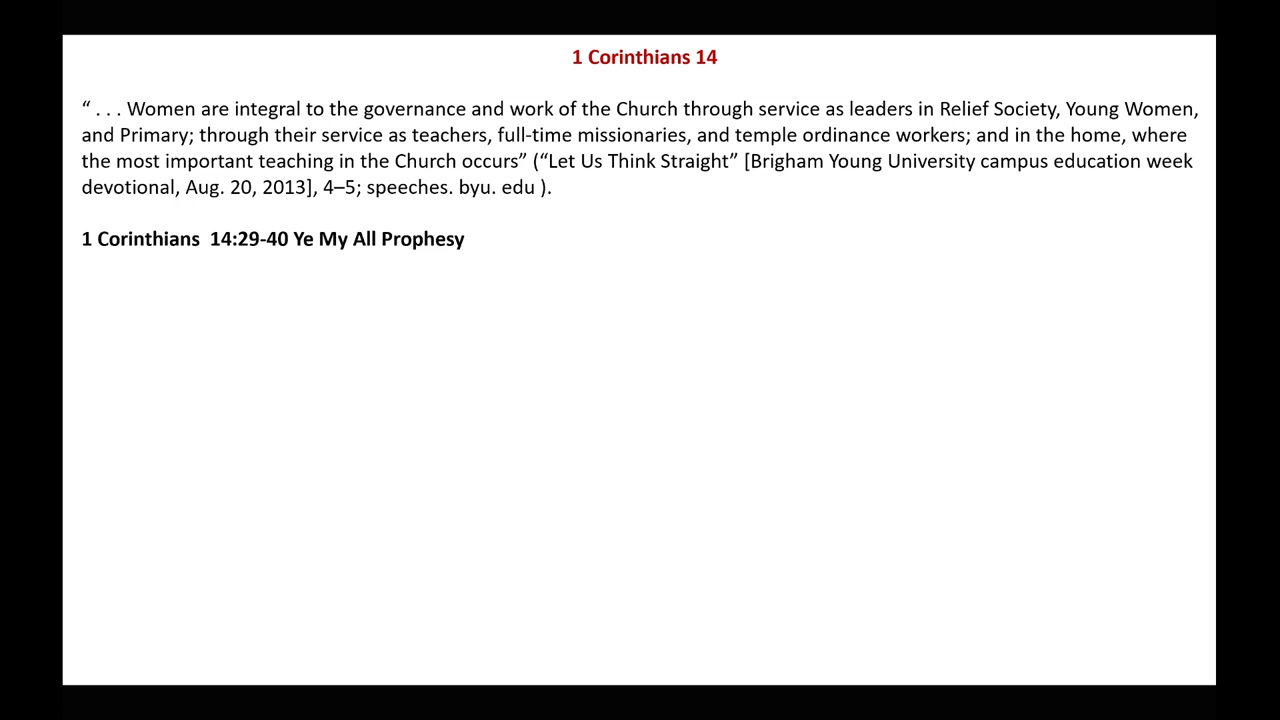 1 Corinthians 14
“ . . . Women are integral to the governance and work of the Church through service as leaders in Relief Society, Young Women,
and Primary; through their service as teachers, full-time missionaries, and temple ordinance workers; and in the home, where
the most important teaching in the Church occurs” (“Let Us Think Straight” [Brigham Young University campus education week
devotional, Aug. 20, 2013], 4–5; speeches. byu. edu ).
1 Corinthians  14:29-40 Ye My All Prophesy